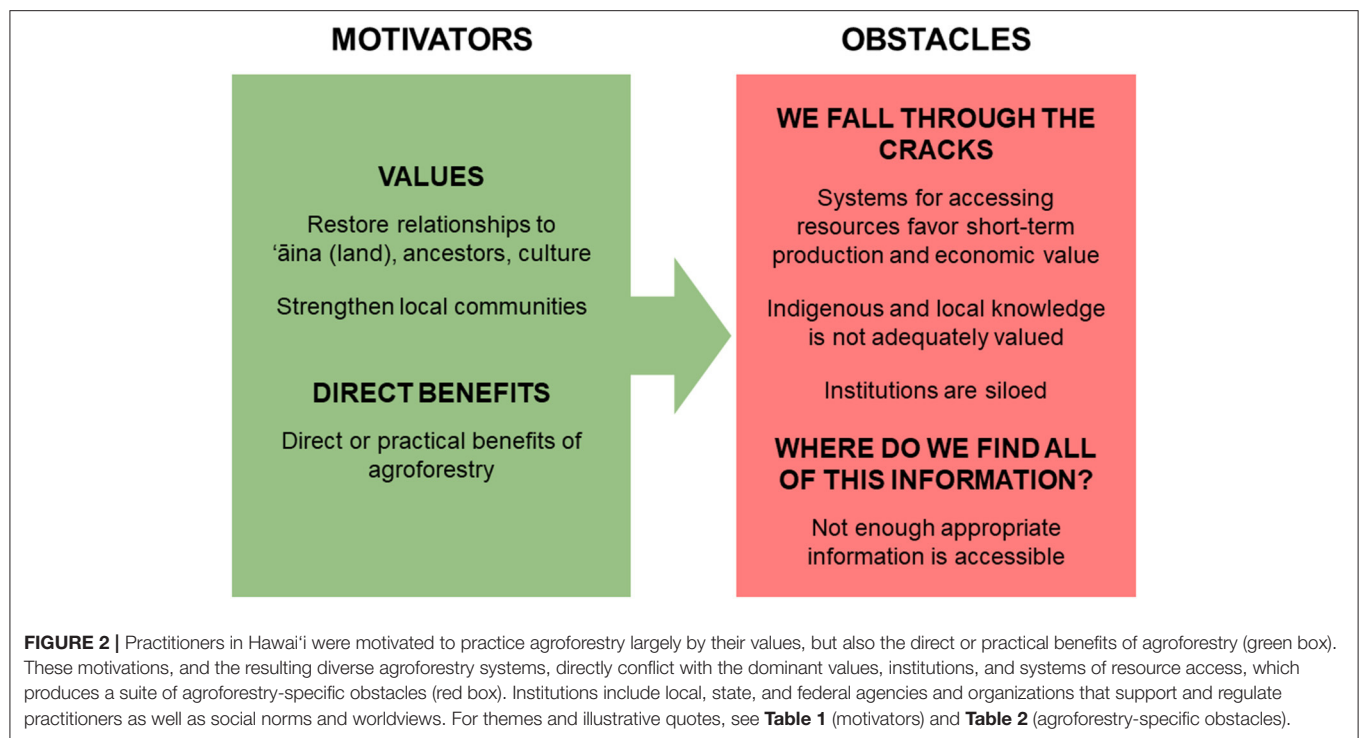 MOTIVATORS
VALUES
Restore relationships to
ʻāina (land), ancestors, culture
Strengthen local communities
DIRECT BENEFITS
Direct or practical benefits of
agroforestry
OBSTACLES
WE FALL THROUGH THE
CRACKS
Systems for accessing
resources favor short-term
production and economic value
Indigenous and local knowledge
is not adequately valued
Institutions are siloed
WHERE DO WE FIND ALL
OF THIS INFORMATION?
Not enough appropriate
information is accessible
FIGURE 2 | Practitioners in Hawaiʻi were motivated to practice agroforestry largely by their values, but also the direct or practical benefits of agroforestry (green box).
These motivations, and the resulting diverse agroforestry systems, directly conflict with the dominant values, institutions, and systems of resource access, which
produces a suite of agroforestry-specific obstacles (red box). Institutions include local, state, and federal agencies and organizations that support and regulate
practitioners as well as social norms and worldviews. For themes and illustrative quotes, see Table 1 (motivators) and Table 2 (agroforestry-specific obstacles).